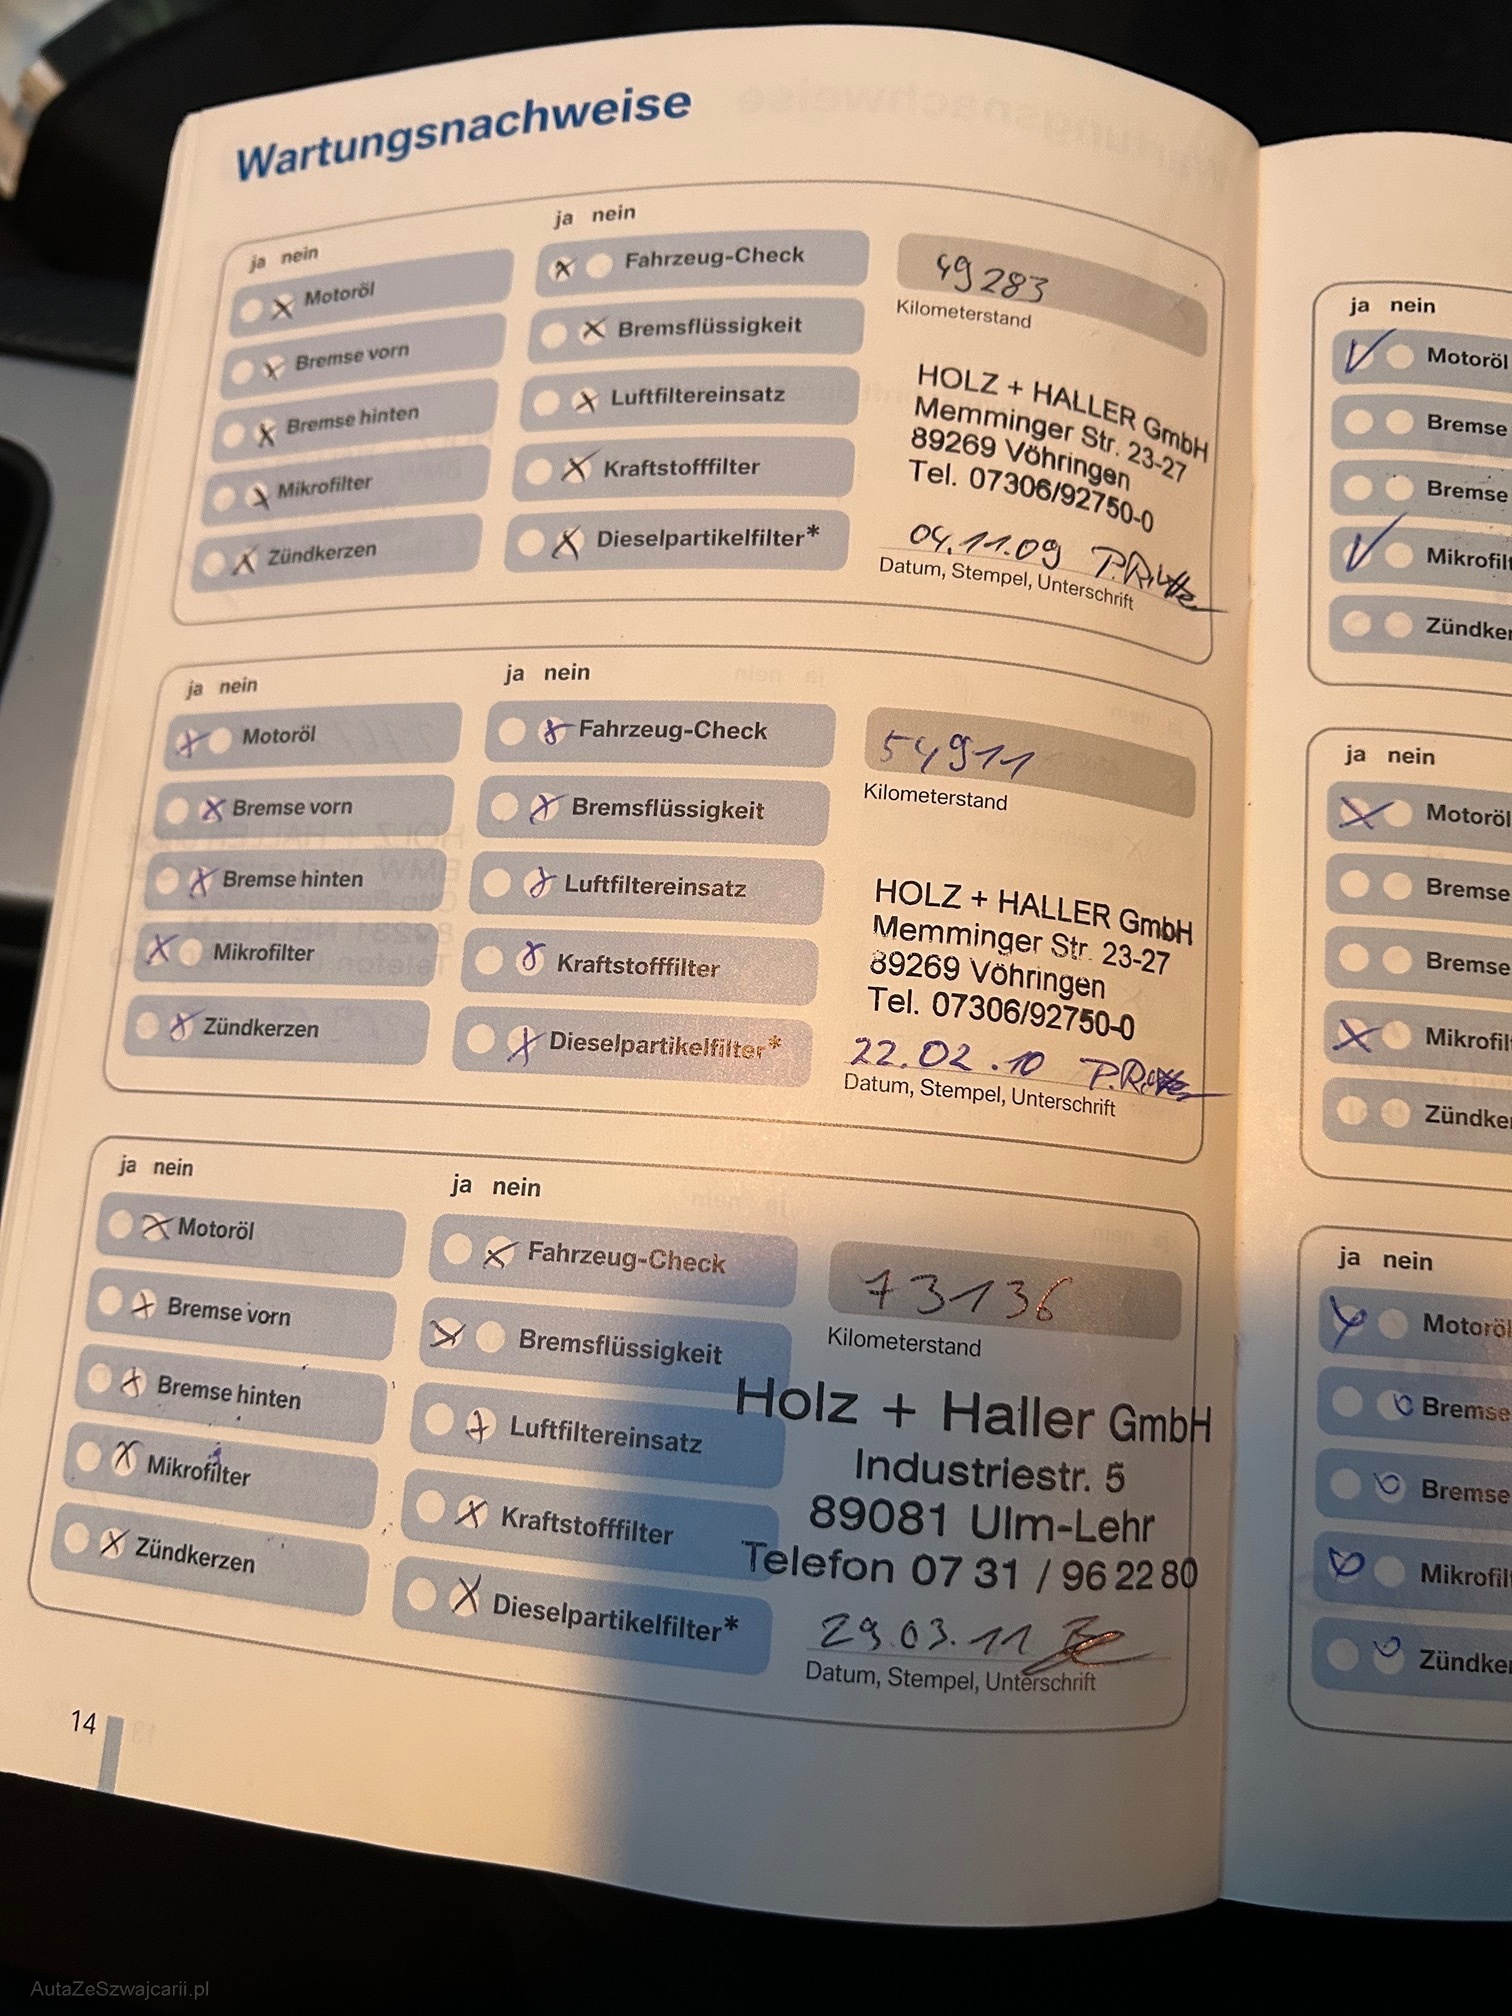 Wartungsnachweise
ja nein
ja nein
Motoröl
Fahrzeug-Check
49283
Bremse vorn
Bremsflüssigkeit
Kilometerstand
Bremse hinten
Luftfiltereinsatz
HOLZ + HALLER GmbH
Memminger Str. 23-27
89269 Vöhringen
Tel. 07306/92750-0
Mikrofilter
Kraftstofffilter
Zündkerzen
Dieselpartikelfilter*
04.11.09
Datum, Stempel, Unterschrift
ja nein
ja nein
Motoröl
Fahrzeug-Check
54911
Bremse vorn
Bremsflüssigkeit
Kilometerstand
Bremse hinten
Luftfiltereinsatz
HOLZ + HALLER GmbH
Memminger Str. 23-27
89269 Vöhringen
Tel. 07306/92750-0
Mikrofilter
Kraftstofffilter
Zündkerzen
Dieselpartikelfilter*
22.02.10
Datum, Stempel, Unterschrift
ja nein
ja nein
Motoröl
Fahrzeug-Check
73136
Bremse vorn
Bremsflüssigkeit
Kilometerstand
Bremse hinten
Luftfiltereinsatz
Holz + Haller GmbH
Industriestr. 5
89081 Ulm-Lehr
Telefon 07 31 / 96 22 80
Mikrofilter
Kraftstofffilter
Zündkerzen
Dieselpartikelfilter*
29.03.11
Datum, Stempel, Unterschrift
14
ja nein
Motoröl
Bremse
Bremse
Mikrofil
Zündke
ja nein
Motoröl
Bremse
Bremse
Mikrofil
Zündke
ja nein
Motoröl
Bremse
Bremse
Mikrofil
Zündke
AutaZeSzwajcarii.pl